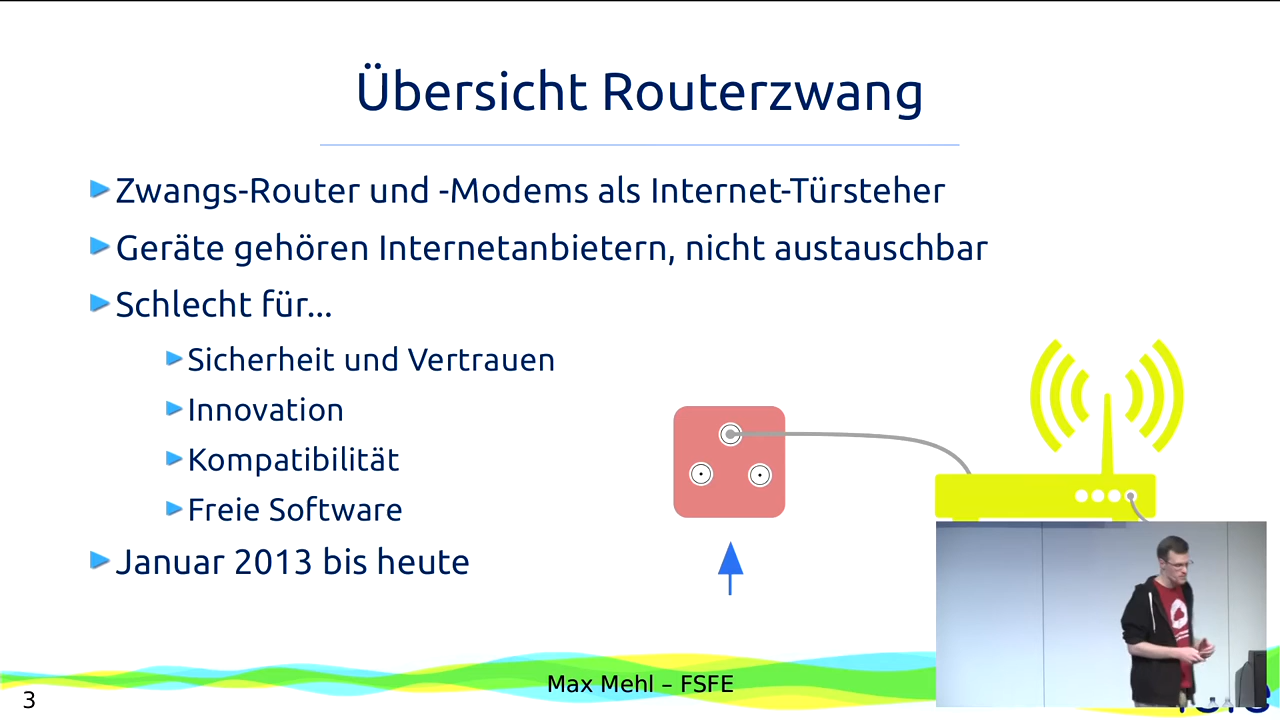 Übersicht Routerzwang
Zwangs-Router und -Modems als Internet-Türsteher
Geräte gehören Internetanbietern, nicht austauschbar
Schlecht für...
Sicherheit und Vertrauen
Innovation
Kompatibilität
Freie Software
Januar 2013 bis heute
Max Mehl – FSFE
3